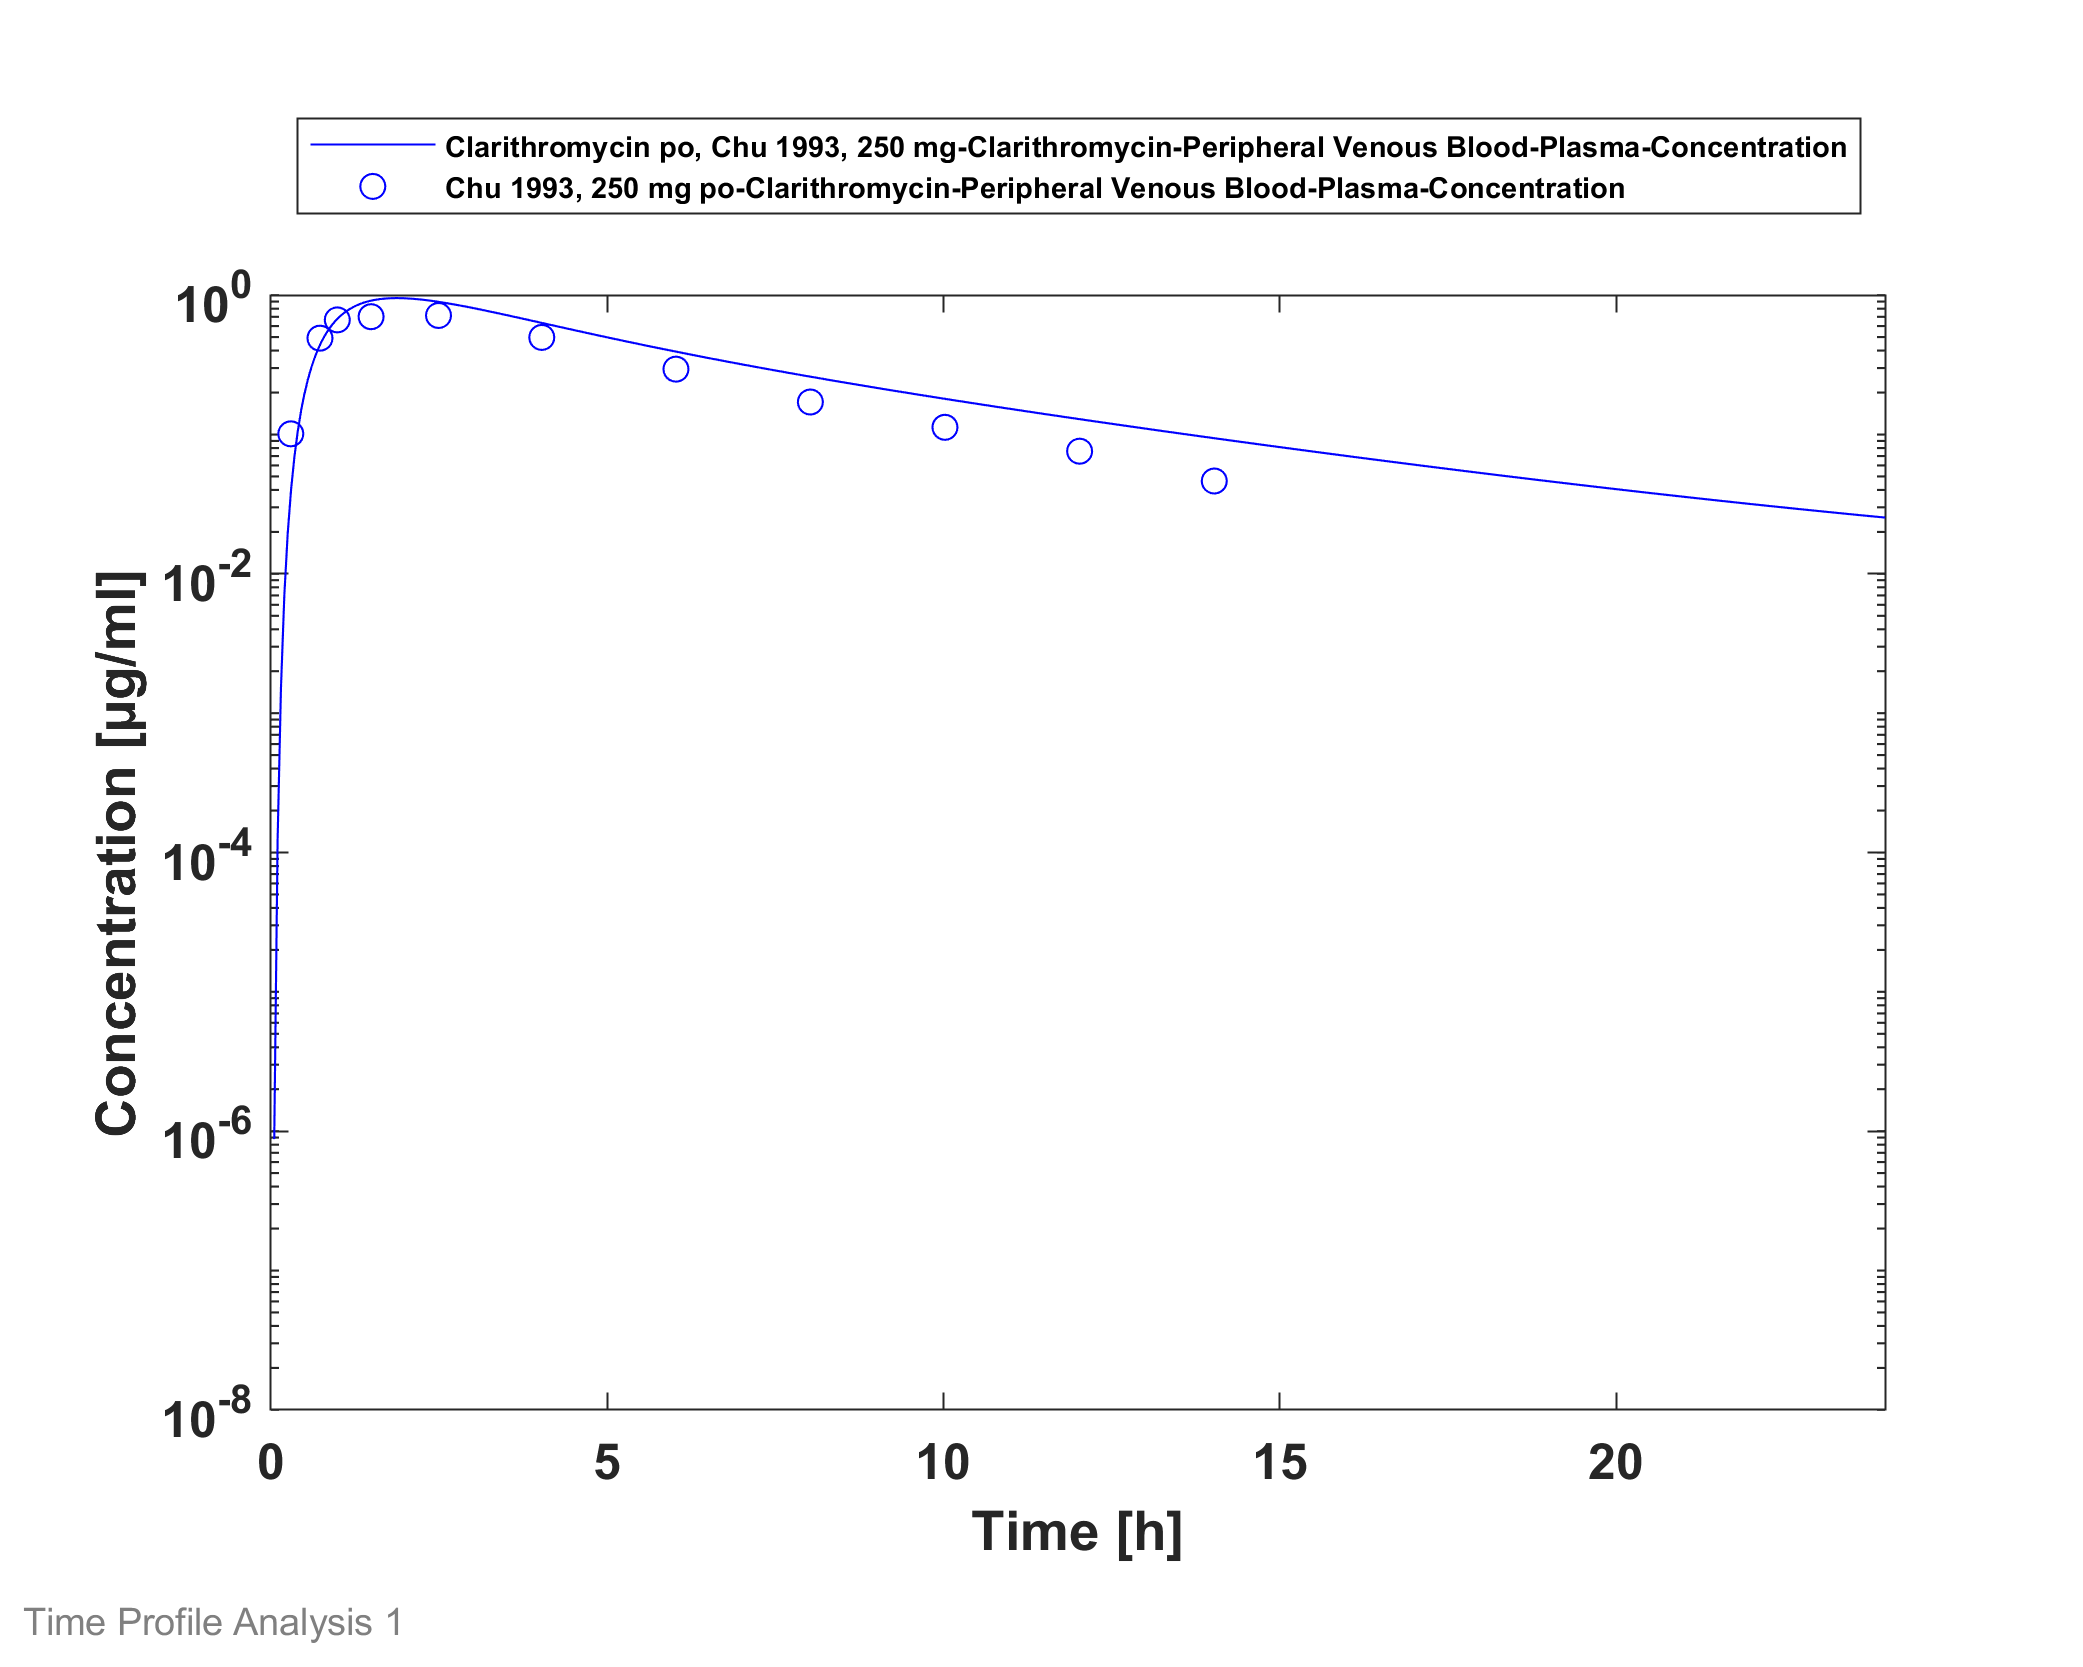 Clarithromycin po, Chu 1993, 250 mg-Clarithromycin-Peripheral Venous Blood-Plasma-Concentration
Chu 1993, 250 mg po-Clarithromycin-Peripheral Venous Blood-Plasma-Concentration
10^0
10^-2
10^-4
10^-6
10^-8
Concentration [µg/ml]
0 5 10 15 20
Time [h]
Time Profile Analysis 1